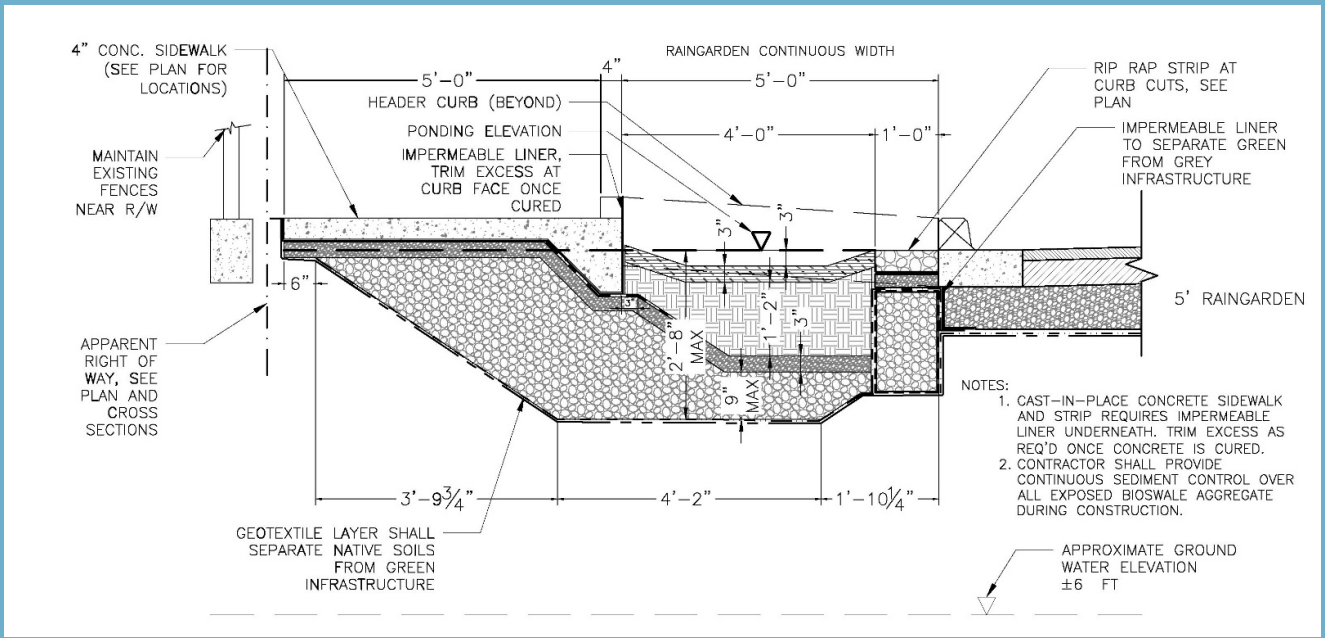 4" CONC. SIDEWALK
(SEE PLAN FOR
LOCATIONS)
MAINTAIN
EXISTING
FENCES
NEAR R/W
APPARENT
RIGHT OF
WAY, SEE
PLAN AND
CROSS
SECTIONS
RAINGARDEN CONTINUOUS WIDTH
5'-0"
4"
5'-0"
HEADER CURB (BEYOND)
4'-0"
1'-0"
PONDING ELEVATION
IMPERMEABLE LINER,
TRIM EXCESS AT
CURB FACE ONCE
CURED
RIP RAP STRIP AT
CURB CUTS, SEE
PLAN
IMPERMEABLE LINER
TO SEPARATE GREEN
FROM GREY
INFRASTRUCTURE
3"
3"
6"
3"
2'-8"
MAX
1'-2"
3"
9"
MAX
5' RAINGARDEN
3'-9¾"
4'-2"
1'-10¼"
GEOTEXTILE LAYER SHALL
SEPARATE NATIVE SOILS
FROM GREEN
INFRASTRUCTURE
NOTES:
1. CAST-IN-PLACE CONCRETE SIDEWALK
AND STRIP REQUIRES IMPERMEABLE
LINER UNDERNEATH. TRIM EXCESS AS
REQ'D ONCE CONCRETE IS CURED.
2. CONTRACTOR SHALL PROVIDE
CONTINUOUS SEDIMENT CONTROL OVER
ALL EXPOSED BIOSWALE AGGREGATE
DURING CONSTRUCTION.
APPROXIMATE GROUND
WATER ELEVATION
±6 FT